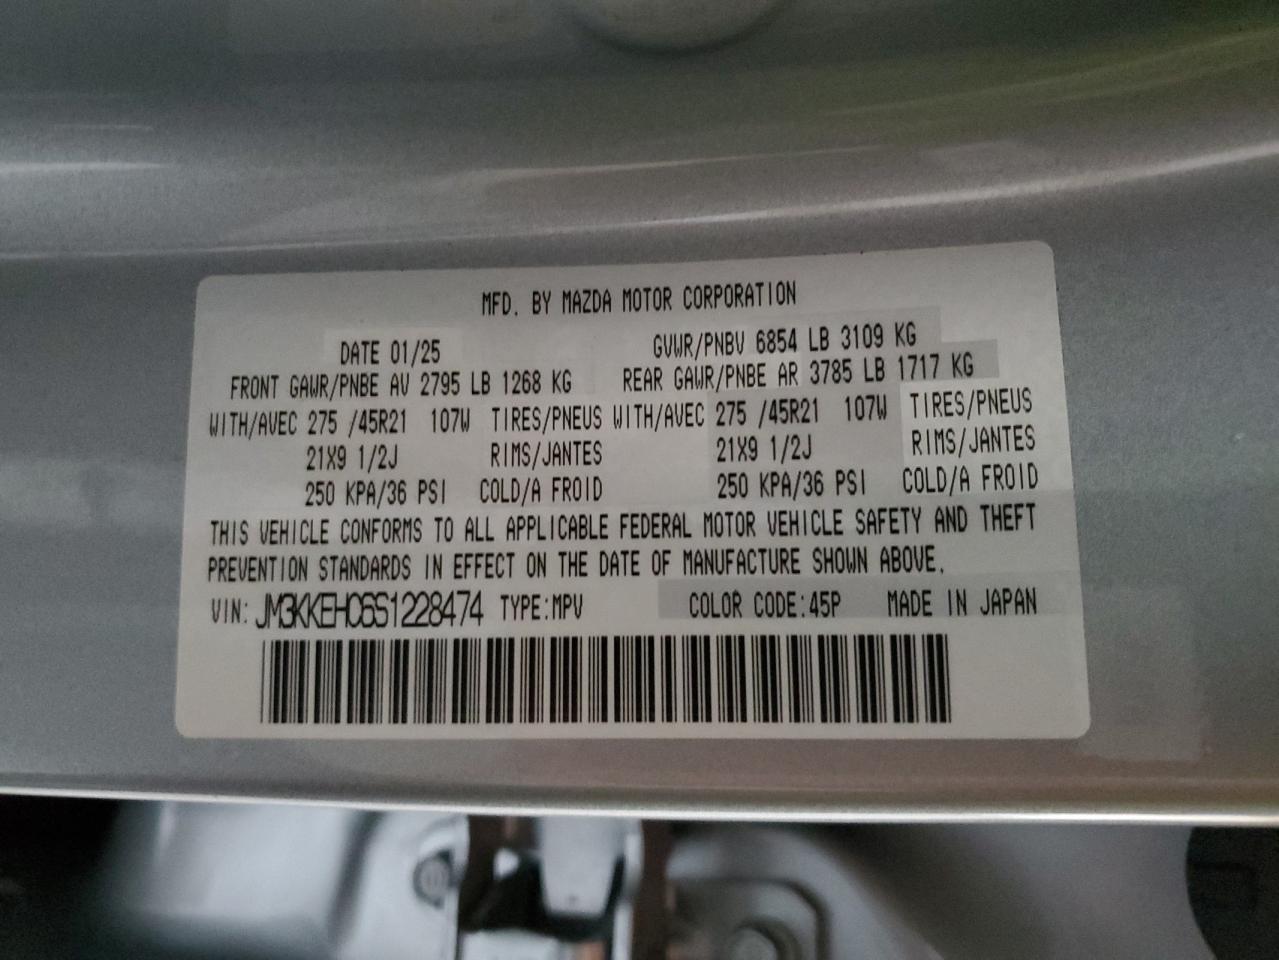 MFD. BY MAZDA MOTOR CORPORATION
DATE 01/25 GVWR/PNBV 6854 LB 3109 KG
FRONT GAWR/PNBE AV 2795 LB 1268 KG REAR GAWR/PNBE AR 3785 LB 1717 KG
WITH/AVEC 275 /45R21 107W TIRES/PNEUS WITH/AVEC 275 /45R21 107W TIRES/PNEUS
21X9 1/2J RIMS/JANTES 21X9 1/2J RIMS/JANTES
250 KPA/36 PSI COLD/A FROID 250 KPA/36 PSI COLD/A FROID
THIS VEHICLE CONFORMS TO ALL APPLICABLE FEDERAL MOTOR VEHICLE SAFETY AND THEFT
PREVENTION STANDARDS IN EFFECT ON THE DATE OF MANUFACTURE SHOWN ABOVE.
VIN: JM3KKEHC6S1228474 TYPE:MPV COLOR CODE:45P MADE IN JAPAN